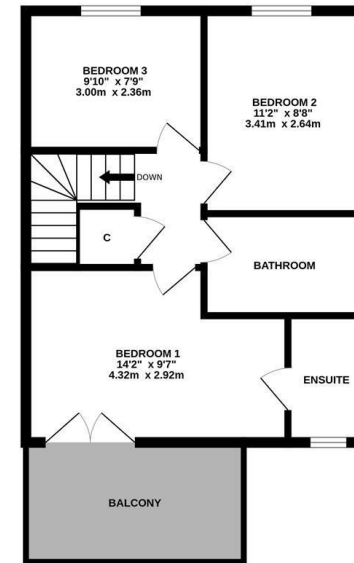 BEDROOM 3
9'10" x 7'9"
3.00m x 2.36m
BEDROOM 2
11'2" x 8'8"
3.41m x 2.64m
DOWN
C
BATHROOM
BEDROOM 1
14'2" x 9'7"
4.32m x 2.92m
ENSUITE
BALCONY